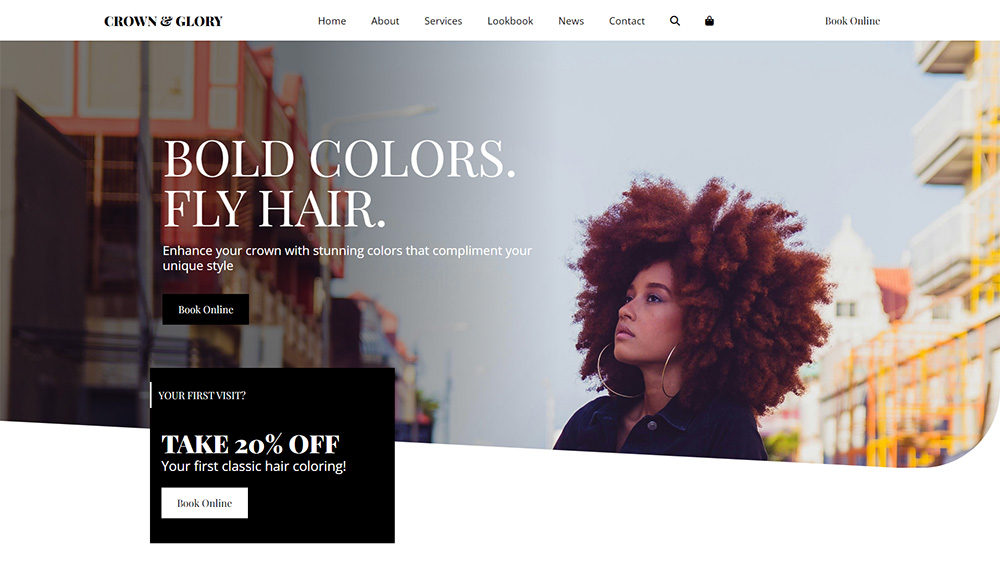 CROWN & GLORY
Home About Services Lookbook News Contact
Book Online
BOLD COLORS.
FLY HAIR.
Enhance your crown with stunning colors that compliment your
unique style
Book Online
YOUR FIRST VISIT?
TAKE 20% OFF
Your first classic hair coloring!
Book Online